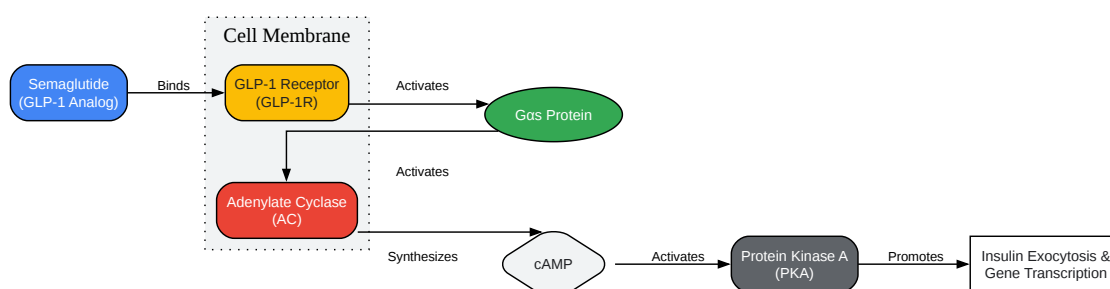 Cell Membrane
Semaglutide
(GLP-1 Analog)
Binds
GLP-1 Receptor
(GLP-1R)
Activates
Gαs Protein
Activates
Adenylate Cyclase
(AC)
Synthesizes
cAMP
Activates
Protein Kinase A
(PKA)
Promotes
Insulin Exocytosis &
Gene Transcription